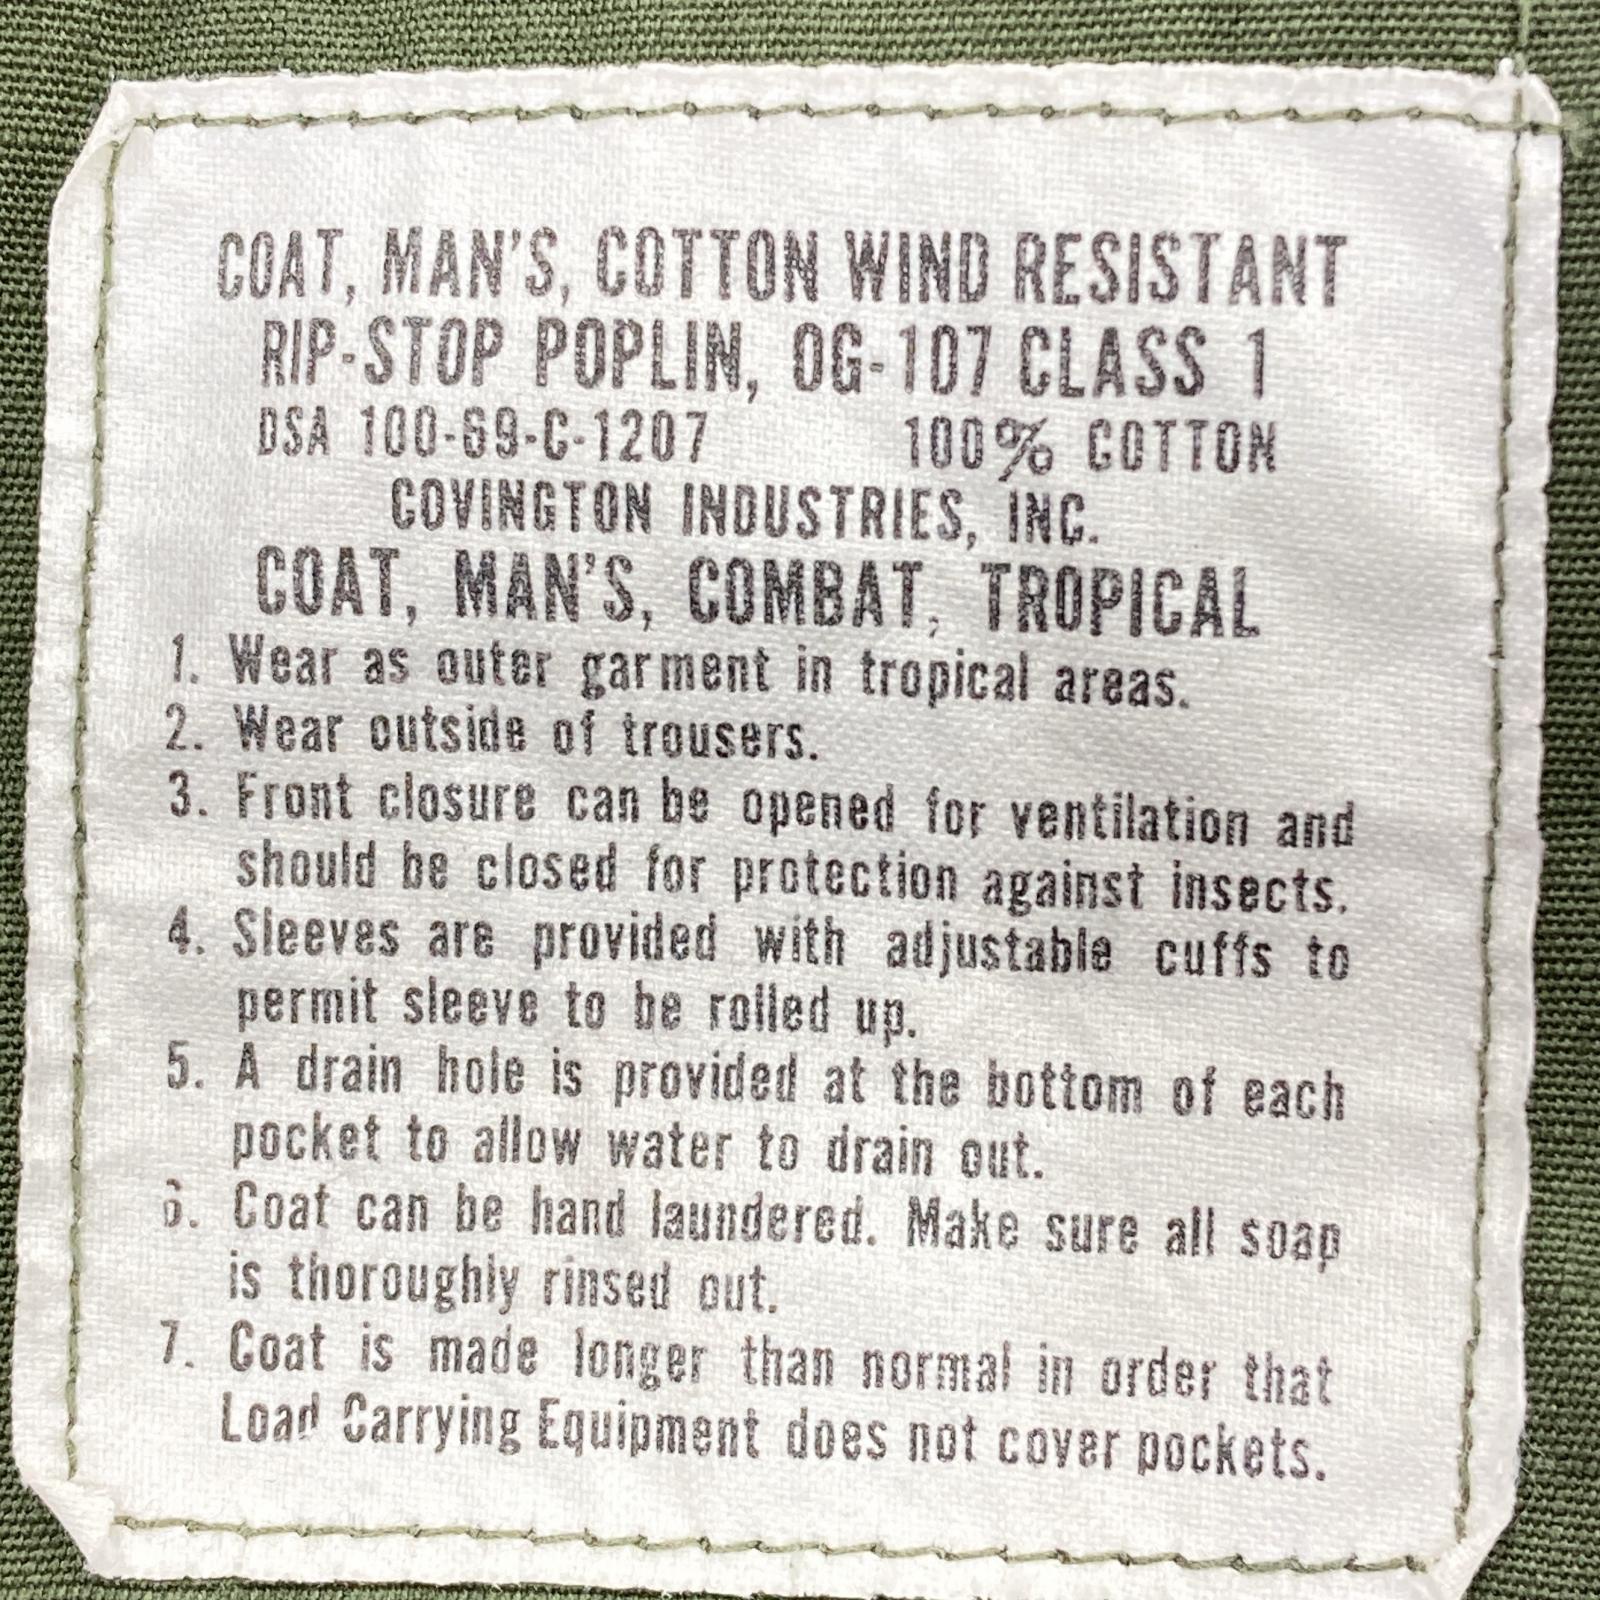 COAT, MAN'S, COTTON WIND RESISTANT
RIP-STOP POPLIN, OG-107 CLASS 1
DSA 100-69-C-1207 100% COTTON
COVINGTON INDUSTRIES, INC.
COAT, MAN'S, COMBAT, TROPICAL
1. Wear as outer garment in tropical areas.
2. Wear outside of trousers.
3. Front closure can be opened for ventilation and
should be closed for protection against insects.
4. Sleeves are provided with adjustable cuffs to
permit sleeve to be rolled up.
5. A drain hole is provided at the bottom of each
pocket to allow water to drain out.
6. Coat can be hand laundered. Make sure all soap
is thoroughly rinsed out.
7. Coat is made longer than normal in order that
Load Carrying Equipment does not cover pockets.